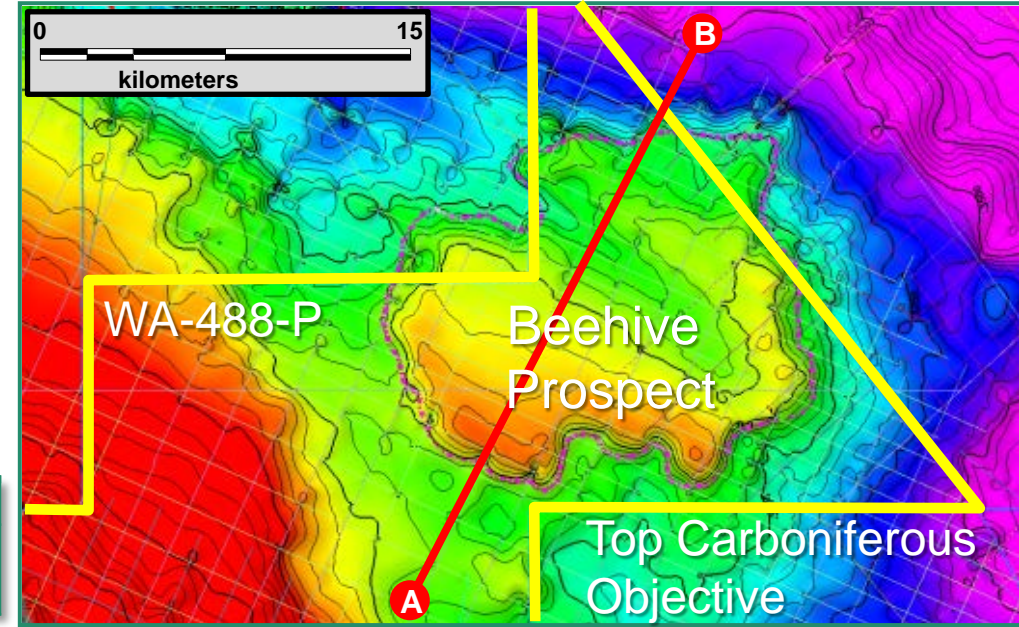 0 15
kilometers
B
WA-488-P
Beehive
Prospect
Top Carboniferous
Objective
A